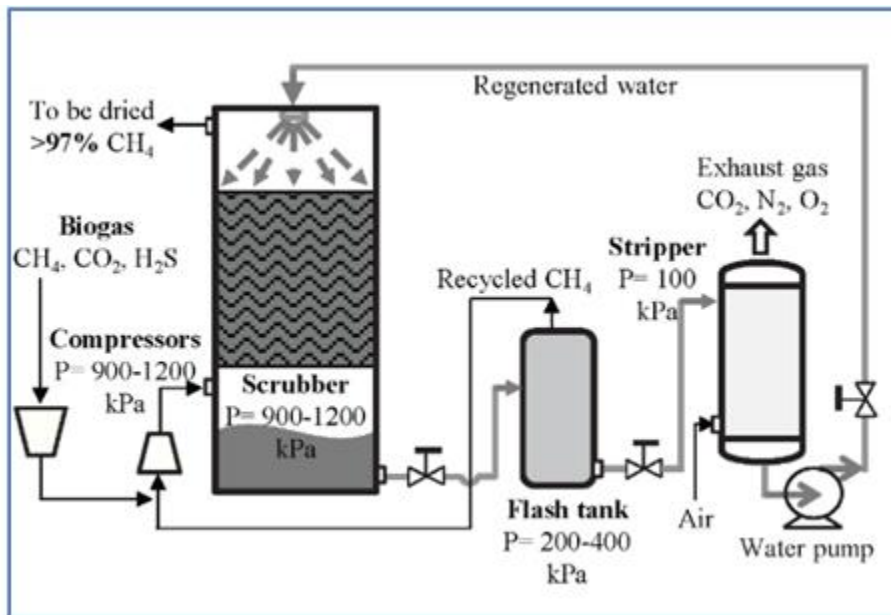 Regenerated water
To be dried
>97% CH₄
Exhaust gas
CO₂, N₂, O₂
Biogas
CH₄, CO₂, H₂S
Stripper
P= 100
kPa
Recycled CH₄
Compressors
P= 900-1200
kPa
Scrubber
P= 900-1200
kPa
Air
Flash tank
P= 200-400
kPa
Water pump